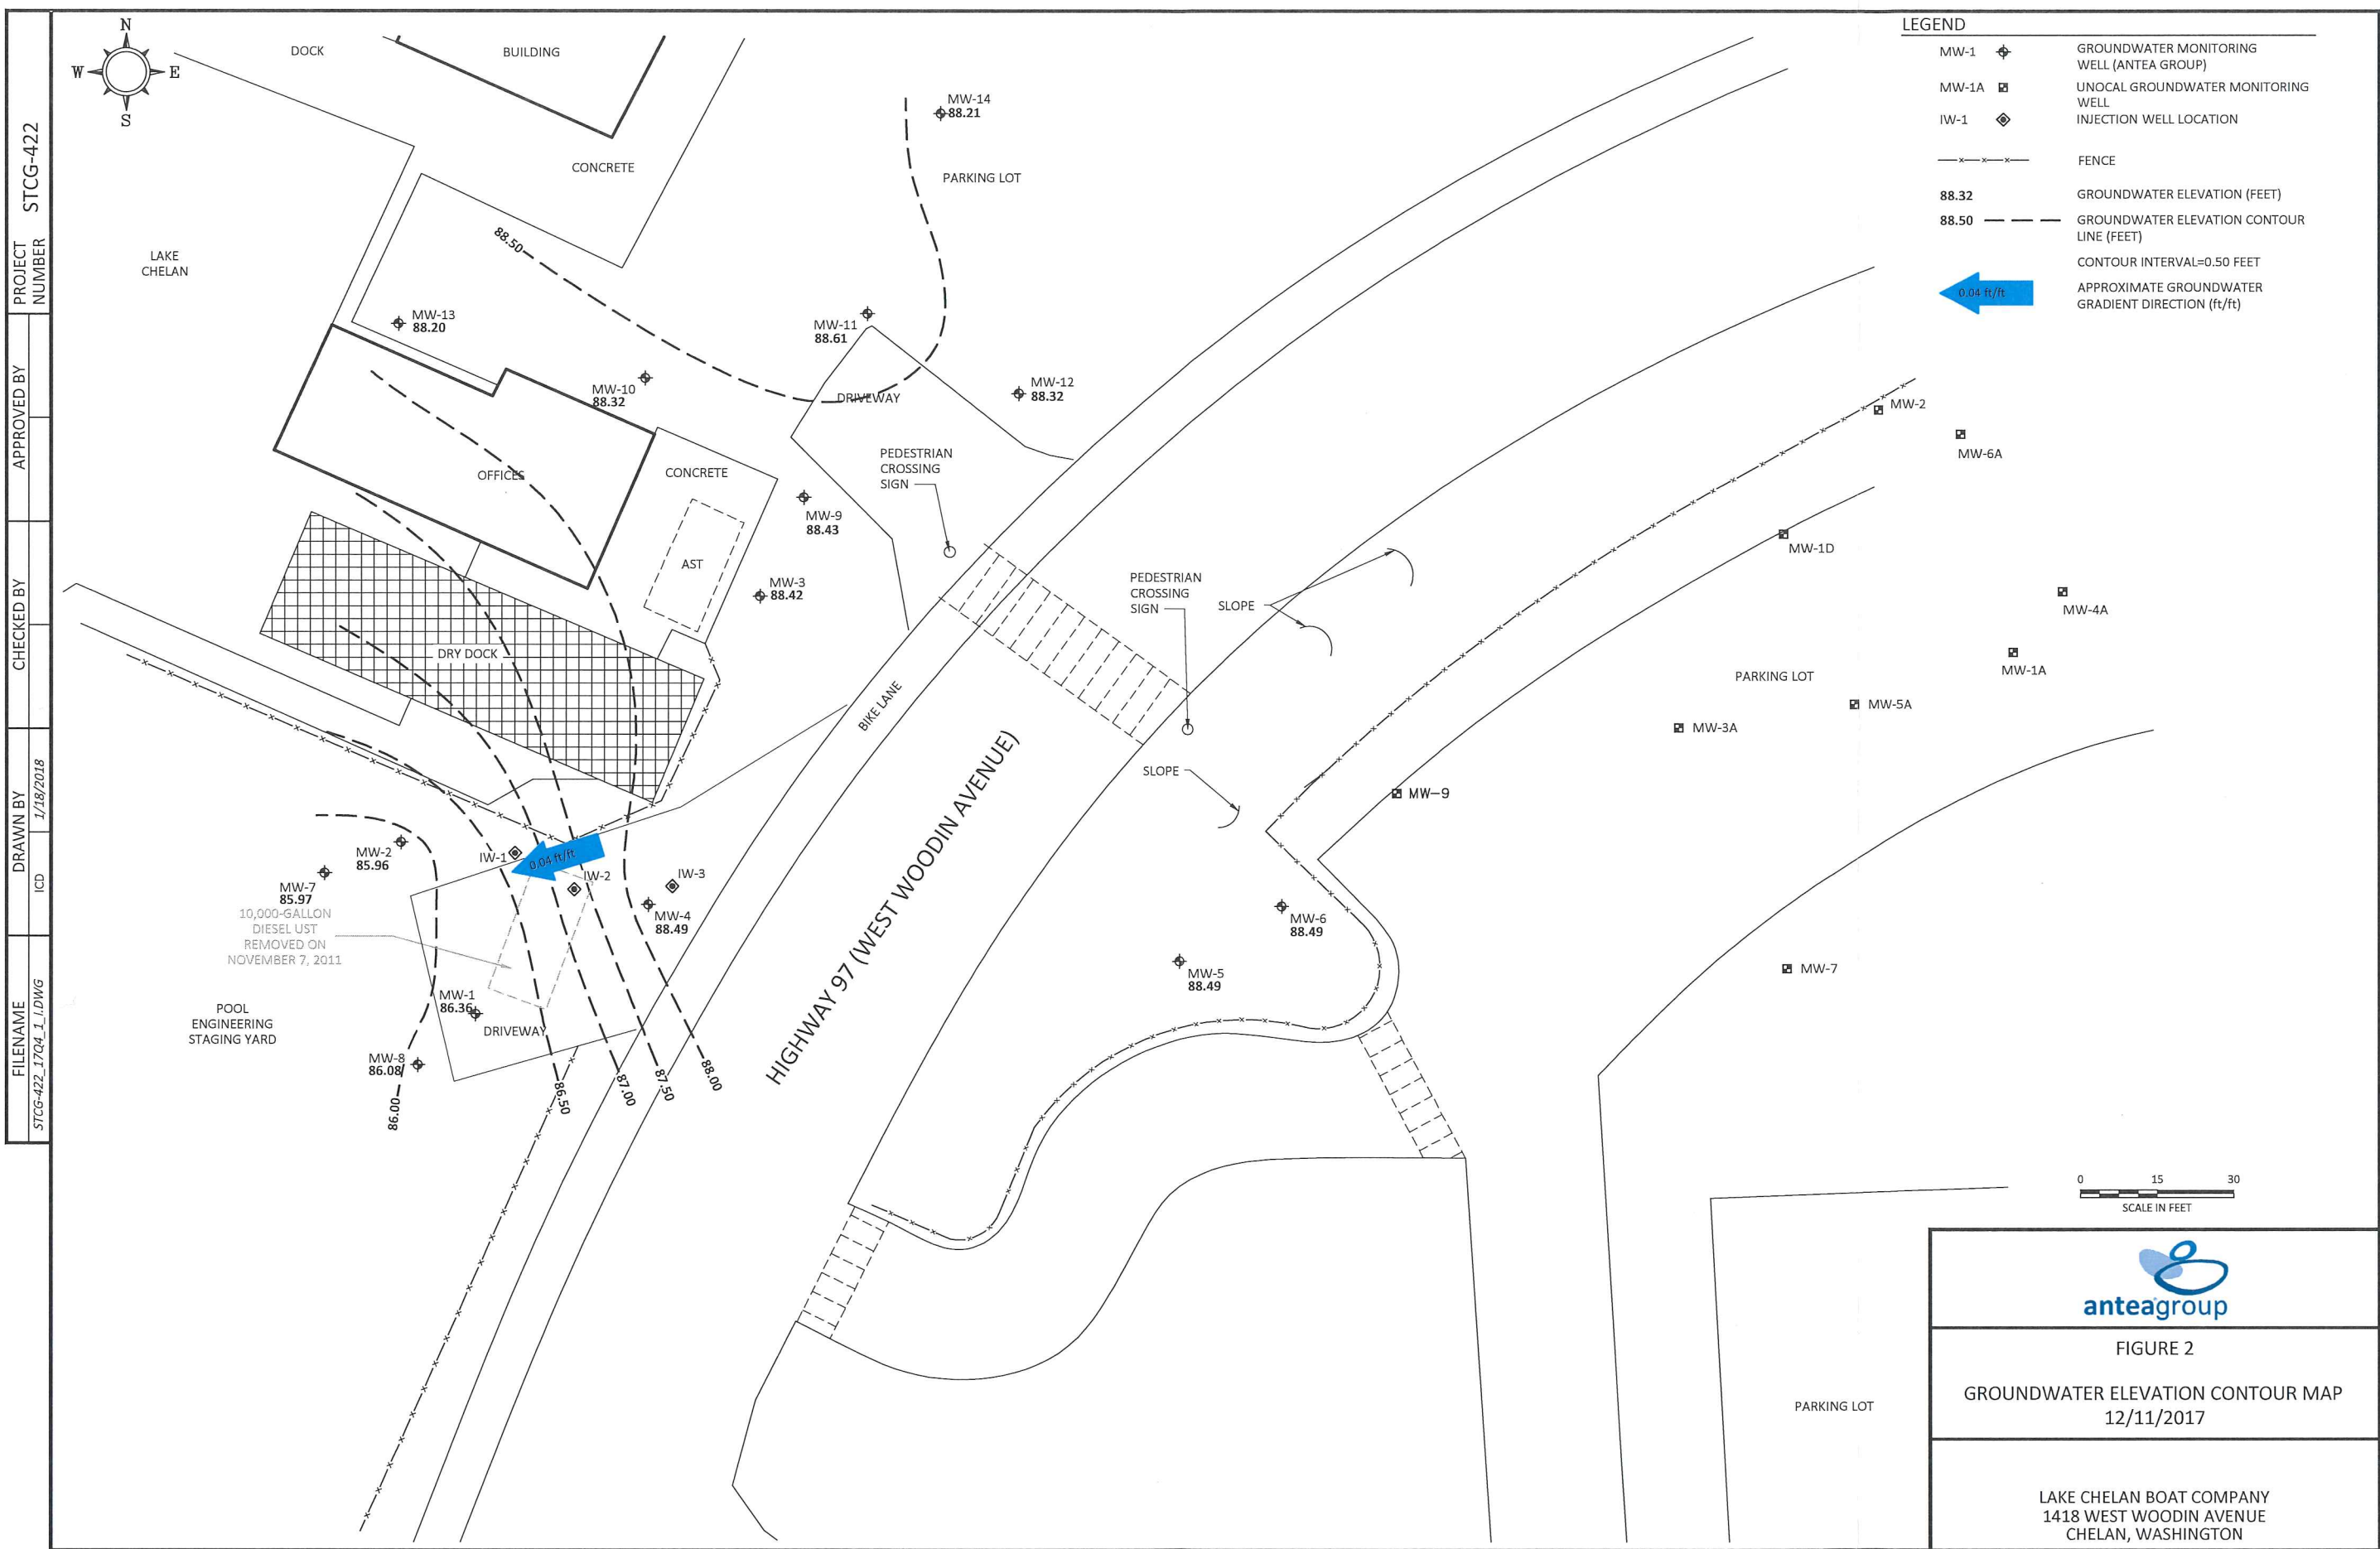 PROJECT
NUMBER
STCG-422
APPROVED BY
CHECKED BY
DRAWN BY
ICD
1/18/2018
FILENAME
STCG-422_17Q4_1_I.DWG
N
W
E
S
DOCK
BUILDING
CONCRETE
LAKE
CHELAN
88.50
MW-14
88.21
PARKING LOT
MW-13
88.20
MW-11
88.61
MW-10
88.32
MW-12
88.32
DRIVEWAY
OFFICES
CONCRETE
AST
MW-9
88.43
PEDESTRIAN
CROSSING
SIGN
MW-3
88.42
PEDESTRIAN
CROSSING
SIGN
SLOPE
DRY DOCK
BIKE LANE
SLOPE
HIGHWAY 97 (WEST WOODIN AVENUE)
MW-2
85.96
MW-7
85.97
10,000-GALLON
DIESEL UST
REMOVED ON
NOVEMBER 7, 2011
IW-1
0.04 ft/ft
IW-2
IW-3
MW-4
88.49
MW-1
86.36
DRIVEWAY
POOL
ENGINEERING
STAGING YARD
MW-8
86.08
86.00
86.50
87.00
87.50
88.00
MW-5
88.49
MW-6
88.49
MW-2
MW-6A
MW-1D
MW-4A
MW-1A
PARKING LOT
MW-5A
MW-3A
MW-9
MW-7
PARKING LOT
LEGEND
MW-1 GROUNDWATER MONITORING
WELL (ANTEA GROUP)
MW-1A UNOCAL GROUNDWATER MONITORING
WELL
IW-1 INJECTION WELL LOCATION
FENCE
88.32 GROUNDWATER ELEVATION (FEET)
88.50 GROUNDWATER ELEVATION CONTOUR
LINE (FEET)
CONTOUR INTERVAL=0.50 FEET
0.04 ft/ft APPROXIMATE GROUNDWATER
GRADIENT DIRECTION (ft/ft)
0 15 30
SCALE IN FEET
anteagroup
FIGURE 2
GROUNDWATER ELEVATION CONTOUR MAP
12/11/2017
LAKE CHELAN BOAT COMPANY
1418 WEST WOODIN AVENUE
CHELAN, WASHINGTON